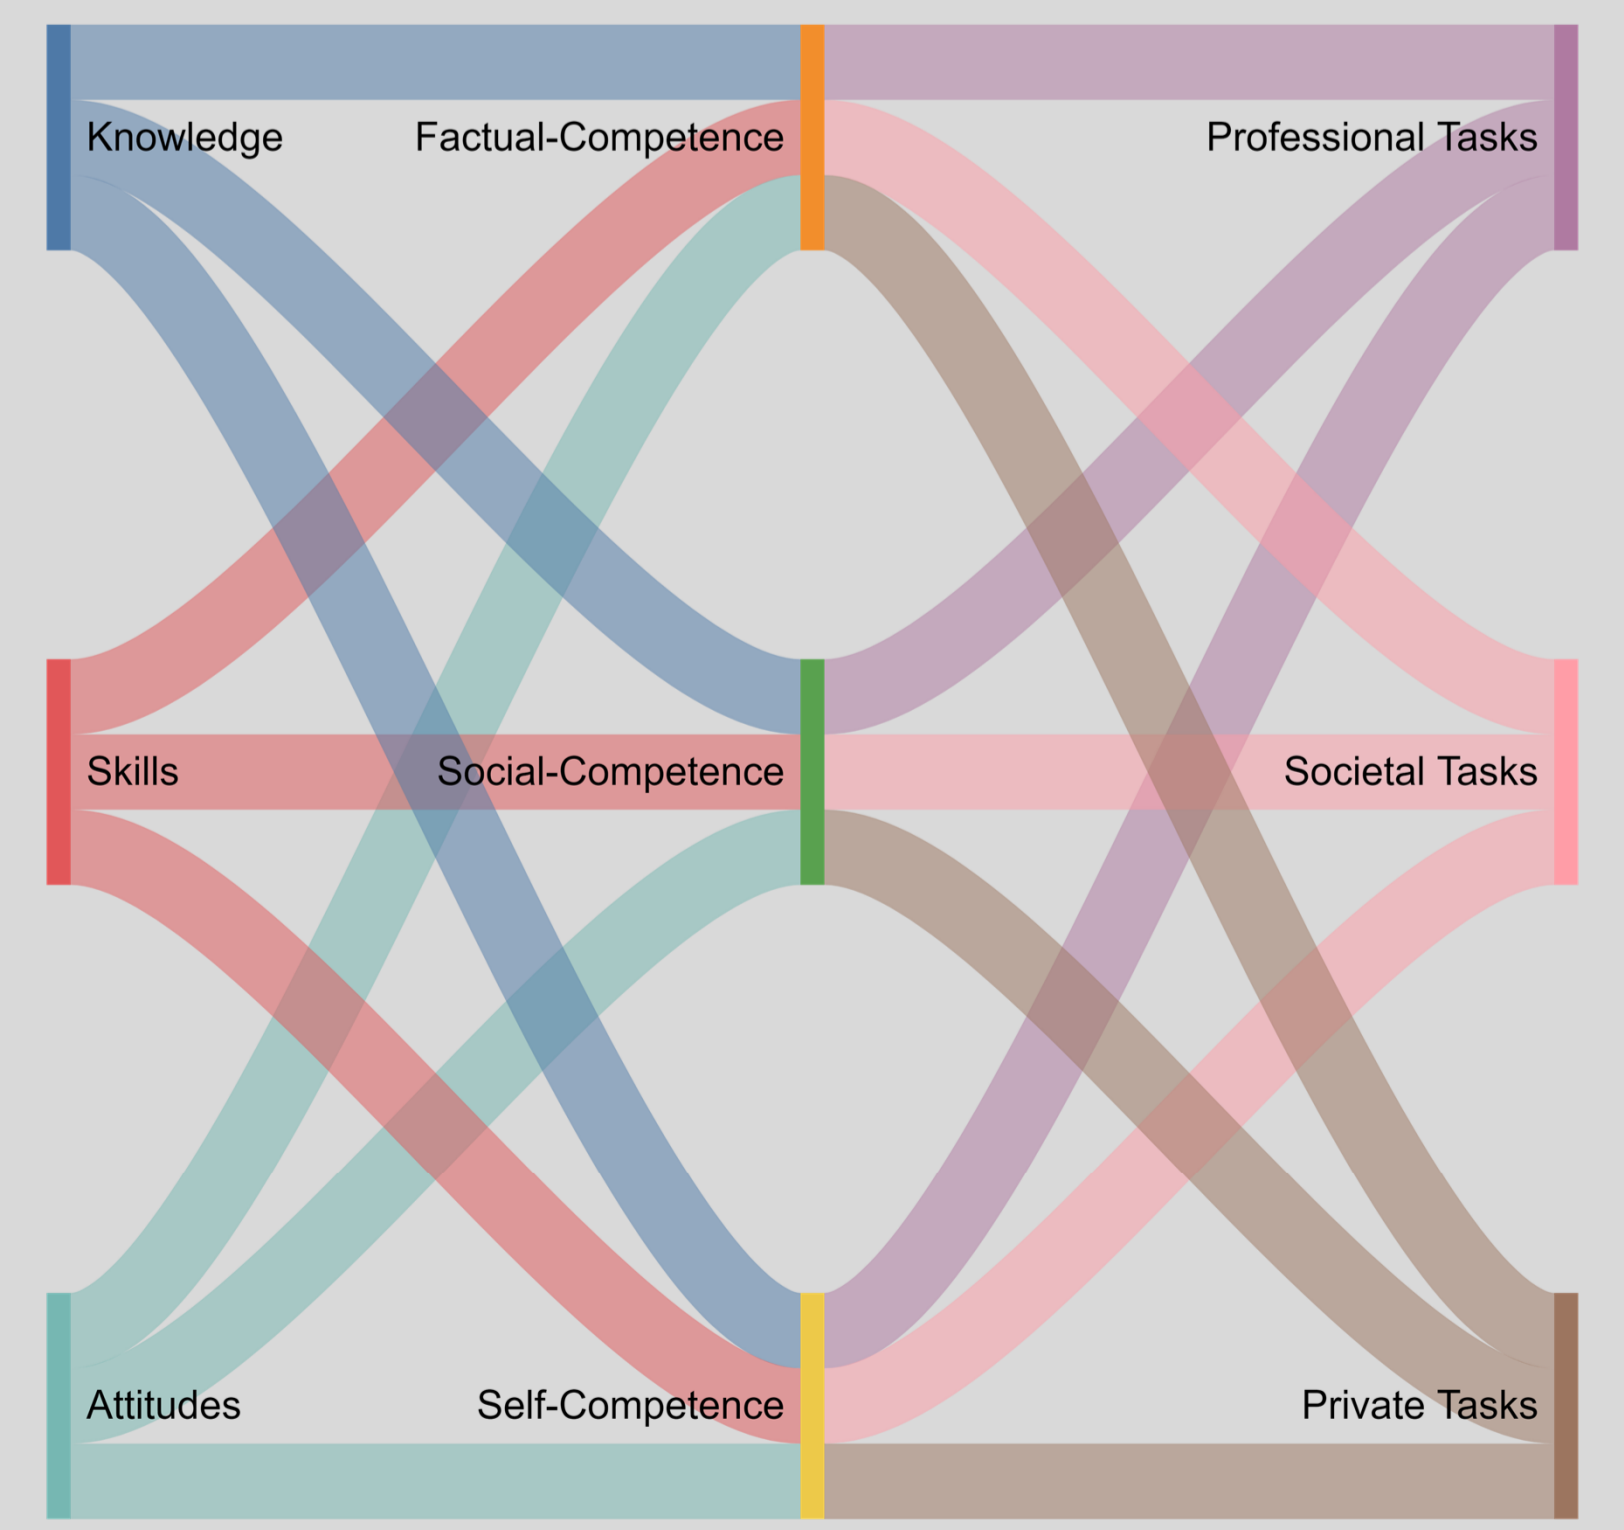 Knowledge
Factual-Competence
Professional Tasks
Skills
Social-Competence
Societal Tasks
Attitudes
Self-Competence
Private Tasks